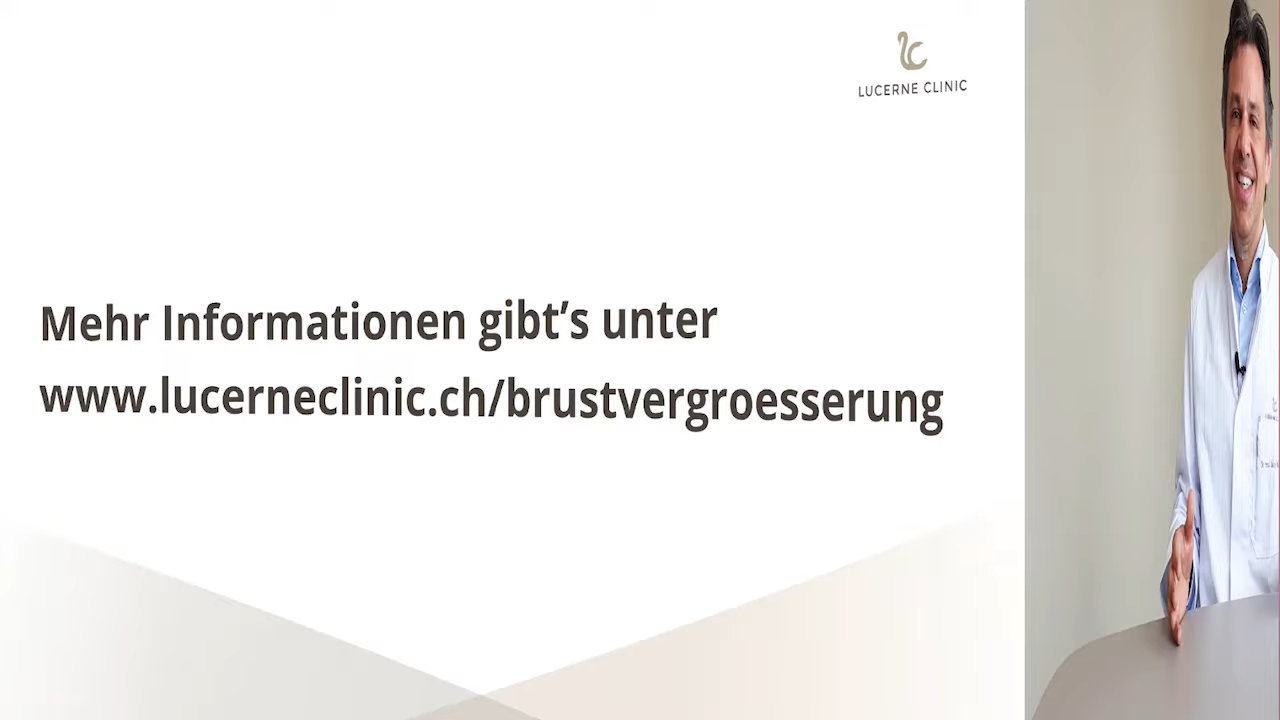 LUCERNE CLINIC
Mehr Informationen gibt’s unter
www.lucerneclinic.ch/brustvergroesserung